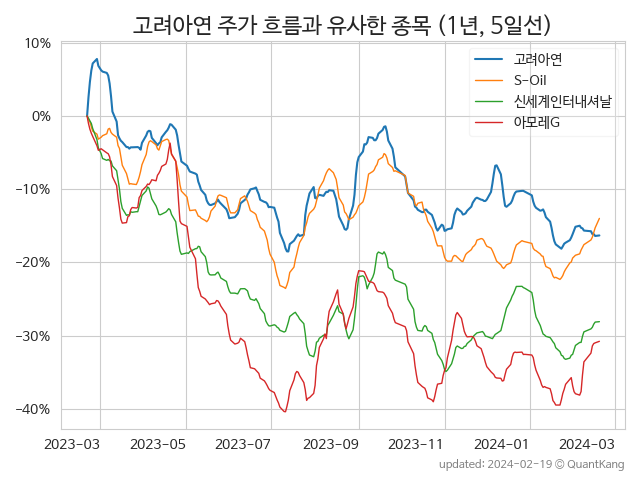 고려아연 주가 흐름과 유사한 종목 (1년, 5일선)
고려아연
S-Oil
신세계인터내셔날
아모레G
10%
0%
−10%
−20%
−30%
−40%
2023-03 2023-05 2023-07 2023-09 2023-11 2024-01 2024-03
updated: 2024-02-19 © QuantKang